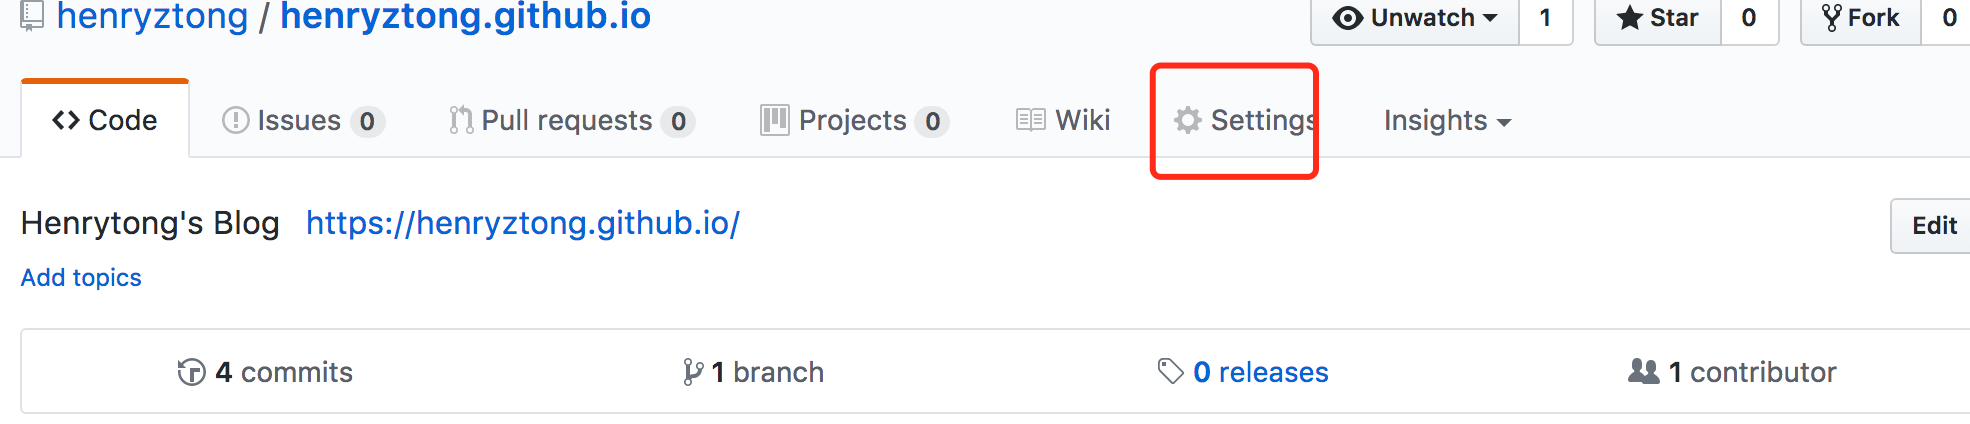 henryztong / henryztong.github.io Unwatch 1 Star 0 Fork 0
Code Issues 0 Pull requests 0 Projects 0 Wiki Settings Insights
Henrytong's Blog https://henryztong.github.io/ Edit
Add topics
4 commits 1 branch 0 releases 1 contributor